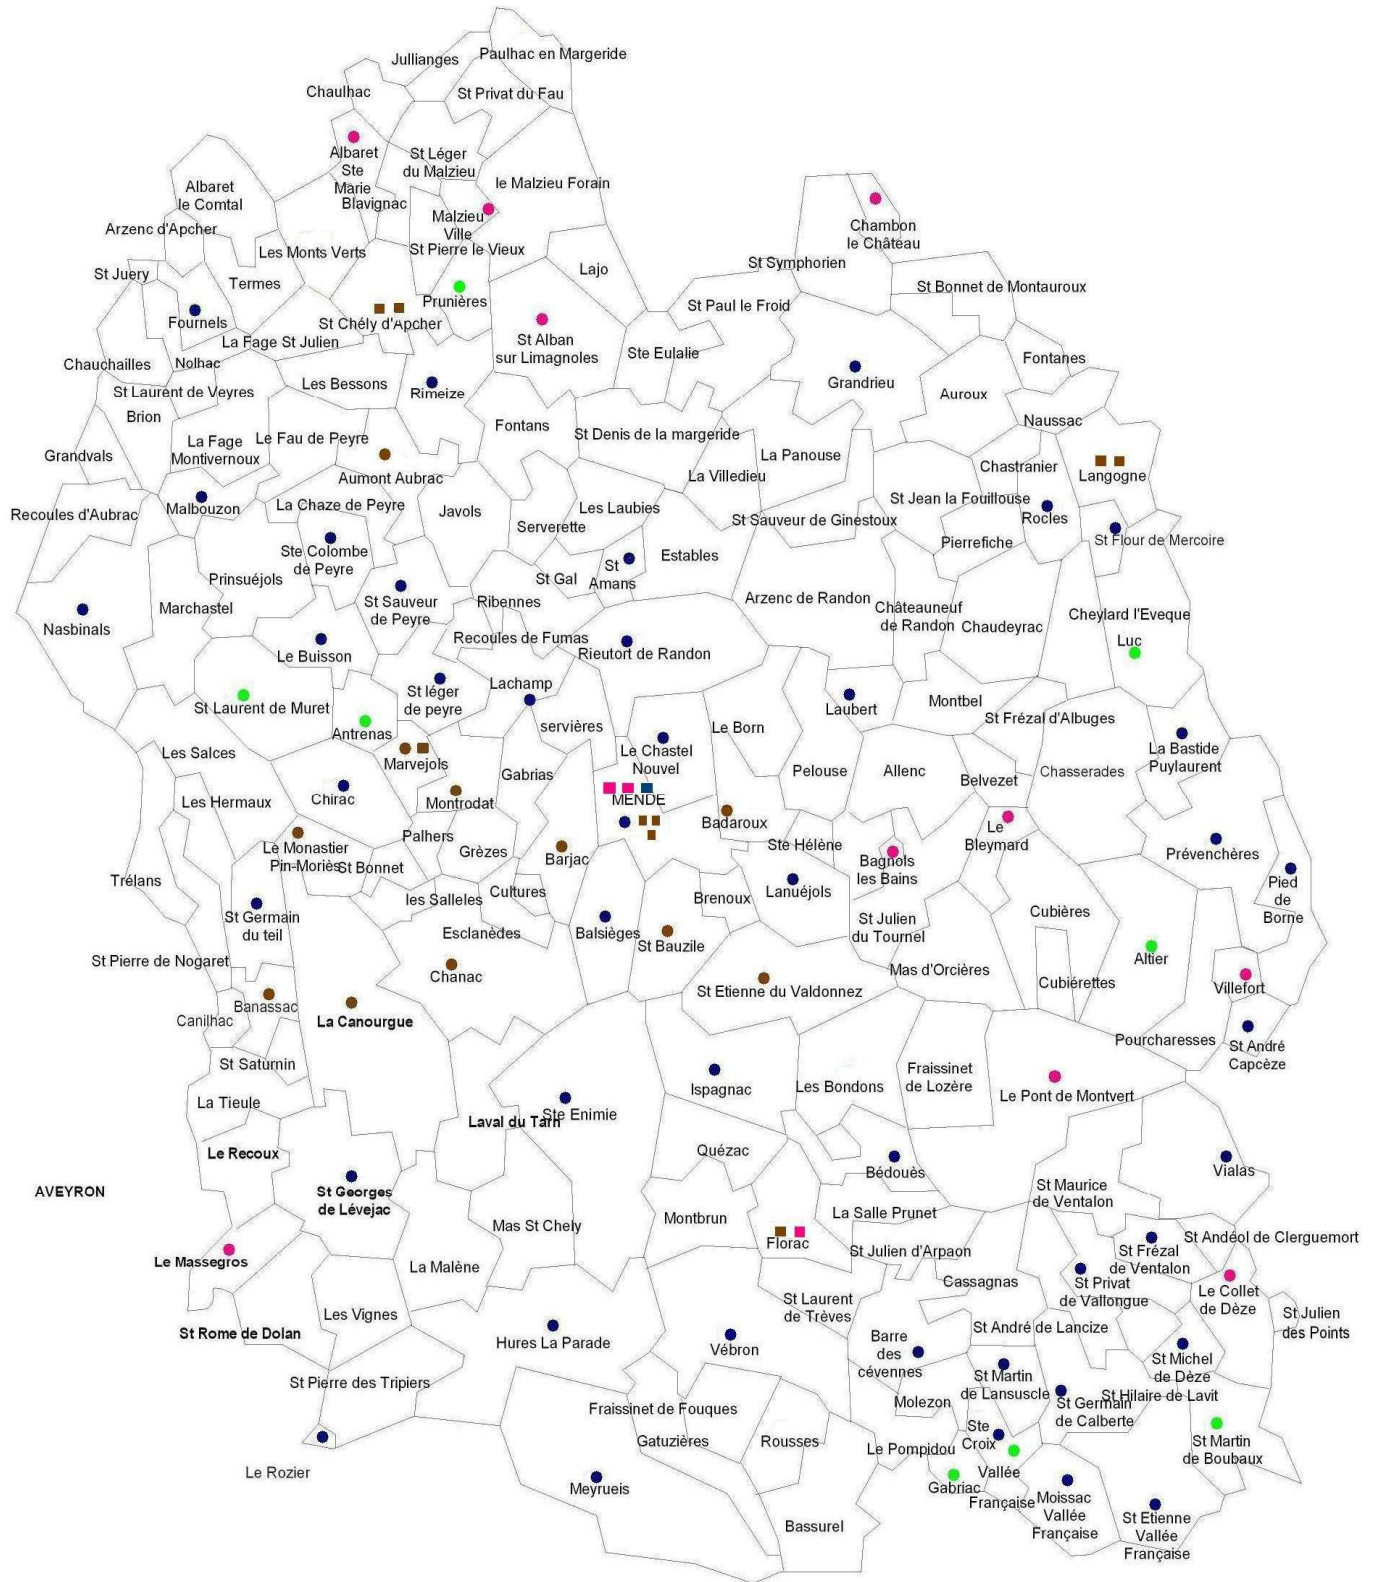 Jullianges
Paulhac en Margeride
Chaulhac
St Privat du Fau
Albaret
Ste
Marie
St Léger
du Malzieu
le Malzieu Forain
Albaret
le Comtal
Blavignac
Malzieu
Ville
Chambon
le Château
Arzenc d'Apcher
Les Monts Verts
St Pierre le Vieux
St Juery
Termes
Lajo
St Symphorien
St Bonnet de Montauroux
Fournels
St Chély d'Apcher
Prunières
St Paul le Froid
La Fage St Julien
St Alban
sur Limagnoles
Ste Eulalie
Chauchailles
Nolhac
Fontanes
St Laurent de Veyres
Les Bessons
Rimeize
Grandrieu
Auroux
Brion
Fontans
Naussac
La Fage
Montivernoux
Le Fau de Peyre
St Denis de la margeride
Grandvals
La Panouse
Chastranier
Aumont Aubrac
La Villedieu
Langogne
Recoules d'Aubrac
Malbouzon
La Chaze de Peyre
Javols
Les Laubies
St Jean la Fouillouse
Rocles
Serverette
St Sauveur de Ginestoux
St Flour de Mercoire
Ste Colombe
de Peyre
Estables
Pierrefiche
Prinsuéjols
St Gal
St
Amans
Marchastel
St Sauveur
de Peyre
Ribennes
Arzenc de Randon
Châteauneuf
de Randon
Chaudeyrac
Cheylard l'Eveque
Nasbinals
Recoules de Fumas
Luc
Le Buisson
Rieutort de Randon
St Laurent de Muret
St léger
de peyre
Lachamp
Laubert
Montbel
Antrenas
servières
Le Born
St Frézal d'Albuges
Les Salces
Marvejols
Le Chastel
Nouvel
La Bastide
Puylaurent
Gabrias
Pelouse
Allenc
Belvezet
Chasserades
Les Hermaux
Chirac
Montrodat
MENDE
Badaroux
Le
Bleymard
Le Monastier
Pin-Moriès
Palhers
Barjac
Ste Hélène
Bagnols
les Bains
Prévenchères
St Bonnet
Grèzes
Trélans
les Salleles
Cultures
Brenoux
Lanuéjols
Pied
de
Borne
St Germain
du teil
Esclanèdes
Balsièges
St Bauzile
St Julien
du Tournel
Cubières
St Pierre de Nogaret
Chanac
Mas d'Orcières
Altier
Banassac
St Etienne du Valdonnez
Cubiérettes
Villefort
Canilhac
La Canourgue
Pourcharesses
St André
Capcèze
St Saturnin
Ispagnac
Les Bondons
Fraissinet
de Lozère
Le Pont de Montvert
La Tieule
Laval du Tarn
Ste Enimie
Le Recoux
Quézac
Bédouès
Vialas
AVEYRON
St Georges
de Lévejac
St Maurice
de Ventalon
Mas St Chely
Montbrun
La Salle Prunet
Florac
St Julien d'Arpaon
St Frézal
de Ventalon
St Andéol de Clerguemort
Le Massegros
La Malène
Cassagnas
St Privat
de Vallongue
Le Collet
de Dèze
Les Vignes
St Laurent
de Trèves
St Julien
des Points
St Rome de Dolan
Hures La Parade
Vébron
Barre
des
cévennes
St André de Lancize
St Michel
de Dèze
St Pierre des Tripiers
St Martin
de Lansuscle
St Hilaire de Lavit
Molezon
St Germain
de Calberte
Fraissinet de Fouques
Gatuzières
Rousses
Le Pompidou
Ste
Croix
Vallée
Française
St Martin
de Boubaux
Le Rozier
Meyrueis
Gabriac
Moissac
Vallée
Française
Bassurel
St Etienne
Vallée
Française